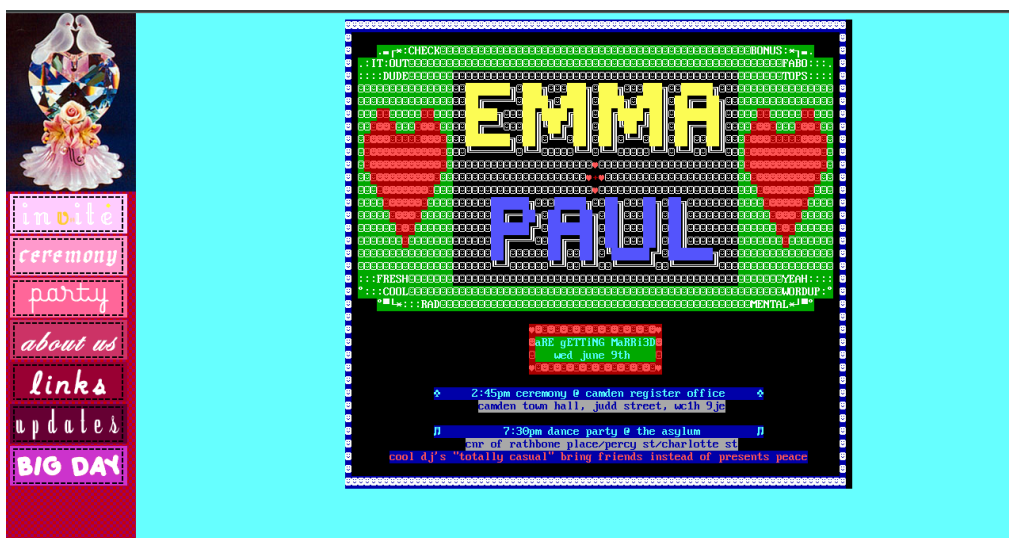 invite
ceremony
party
about us
links
updates
BIG DAY
CHECK BONUS
IT:OUT FABO
DUDE TOPS
EMMA
PAUL
FRESH YEAH
COOL WORDUP
RAD MENTAL
aRE gETTiNG MaRRi3D
wed june 9th
2:45pm ceremony @ camden register office
camden town hall, judd street, wc1h 9je
7:30pm dance party @ the asylum
cnr of rathbone place/percy st/charlotte st
cool dj's "totally casual" bring friends instead of presents peace